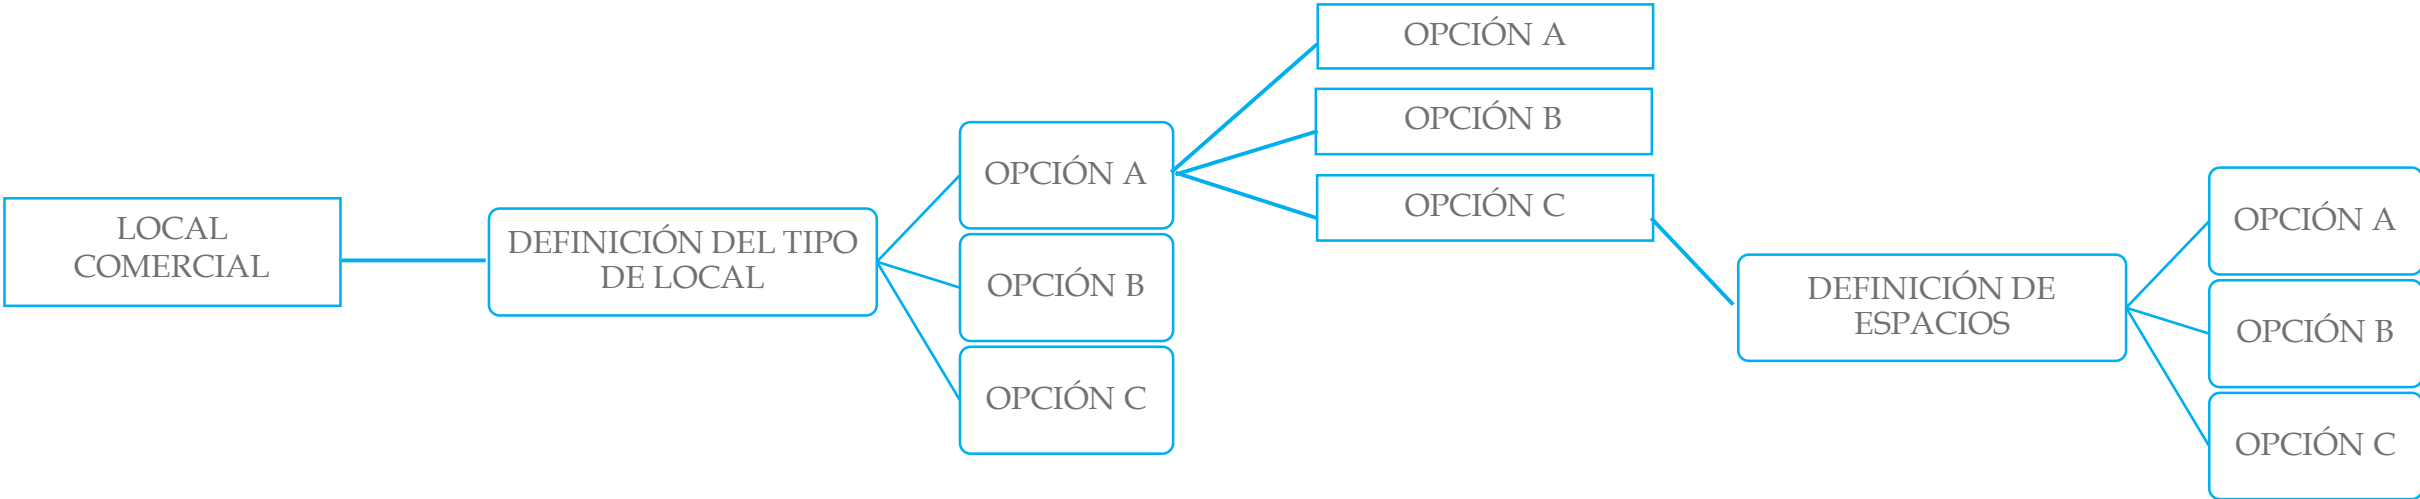 LOCAL
COMERCIAL
DEFINICIÓN DEL TIPO
DE LOCAL
OPCIÓN A
OPCIÓN B
OPCIÓN C
OPCIÓN A
OPCIÓN B
OPCIÓN C
DEFINICIÓN DE
ESPACIOS
OPCIÓN A
OPCIÓN B
OPCIÓN C